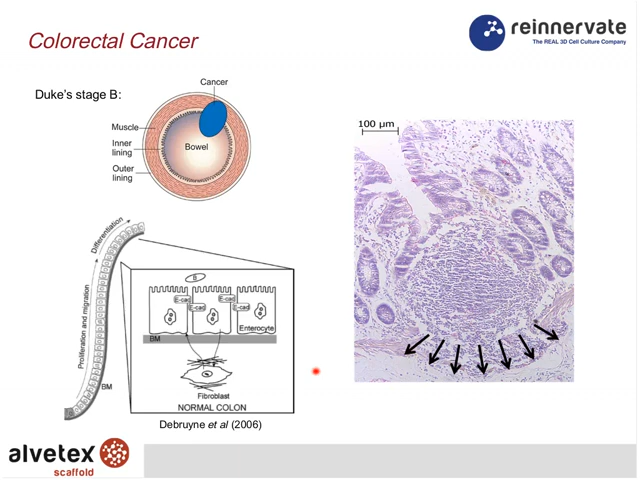 Colorectal Cancer
reinnervate
The REAL 3D Cell Culture Company
Duke's stage B:
Cancer
Muscle
Inner
lining
Outer
lining
Bowel
100 µm
Differentiation
Proliferation and migration
BM
B
E-cad
E-cad
E-cad
E-cad
Enterocyte
BM
Fibroblast
NORMAL COLON
Debruyne et al (2006)
alvetex
scaffold